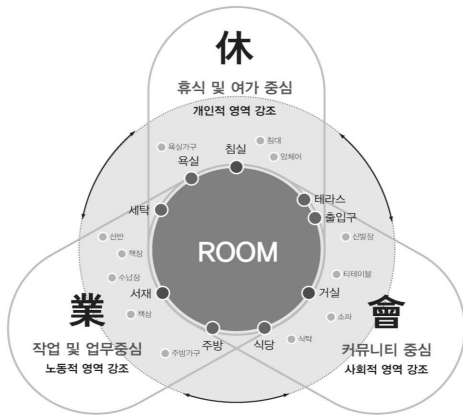 休
휴식 및 여가 중심
개인적 영역 강조
욕실가구
침대
암체어
욕실
침실
세탁
테라스
출입구
선반
책장
수납장
책상
신발장
티테이블
소파
ROOM
서재
거실
주방
식당
주방가구
식탁
業
작업 및 업무중심
노동적 영역 강조
會
커뮤니티 중심
사회적 영역 강조